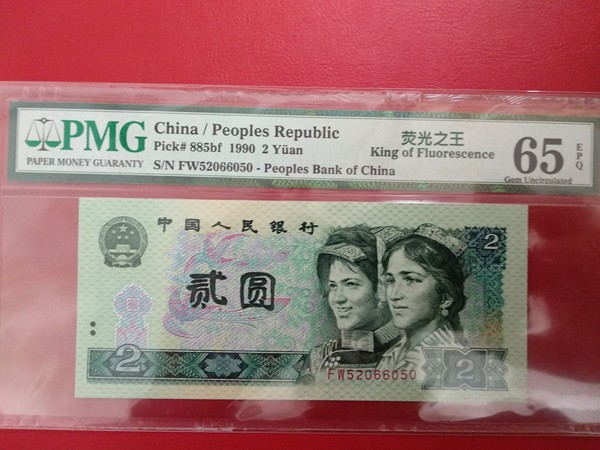 PMG
PAPER MONEY GUARANTY
China / Peoples Republic
Pick# 885bf 1990 2 Yüan
S/N FW52066050 - Peoples Bank of China
荧光之王
King of Fluorescence
65
EPQ
Gem Uncirculated
中国人民银行
贰圆
2
2
FW52066050
2